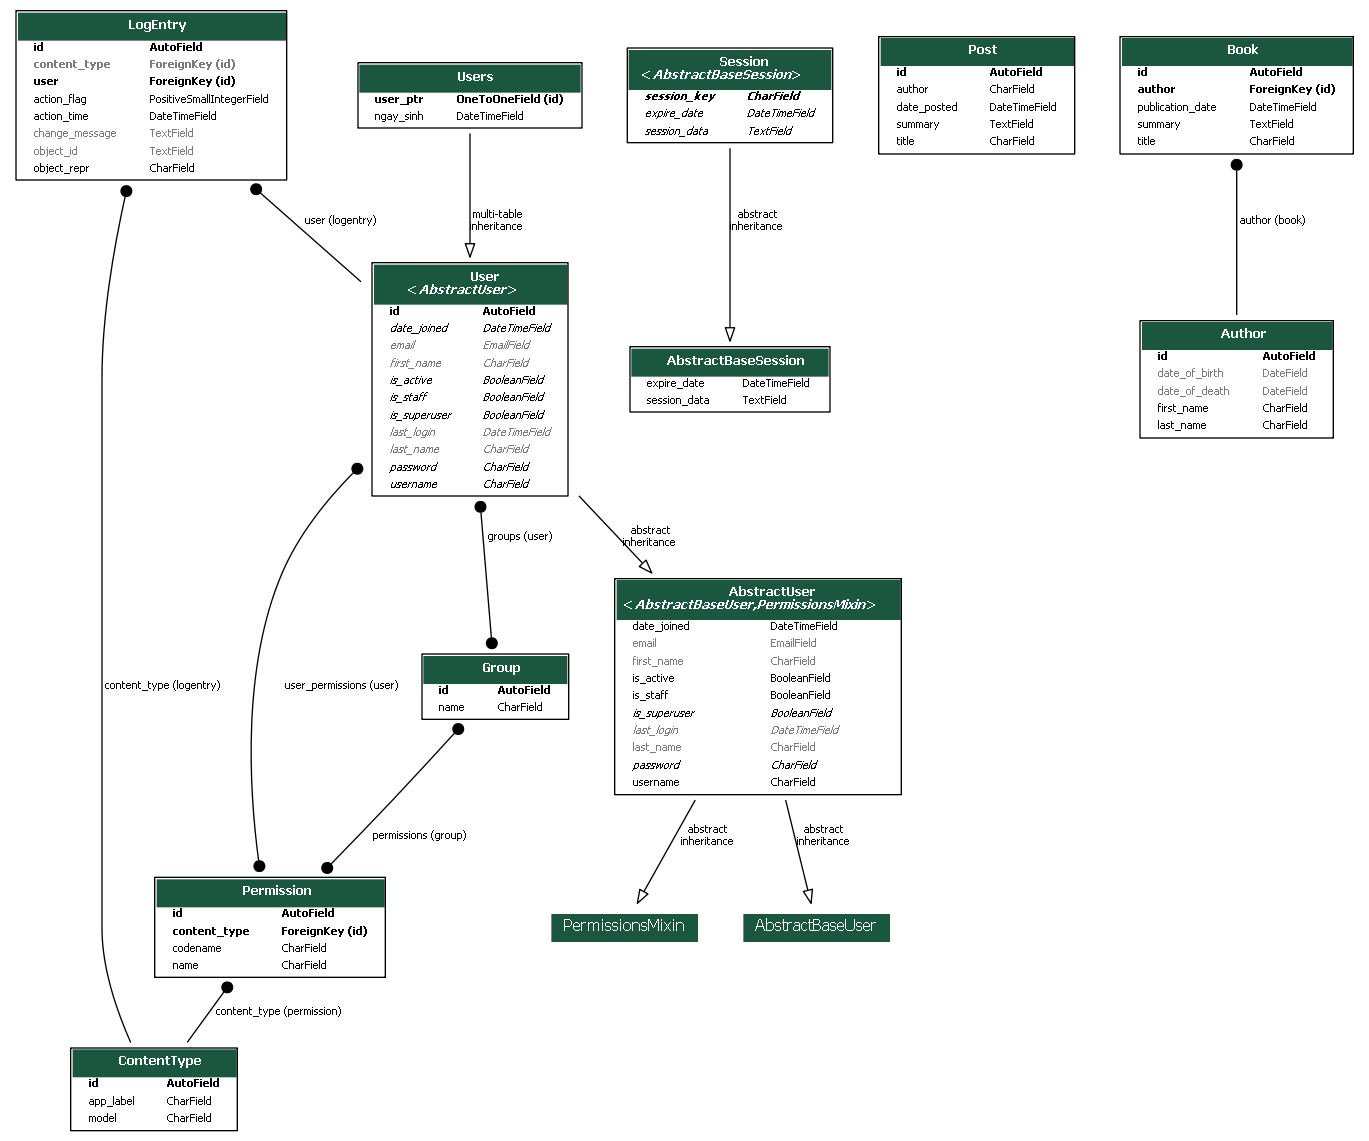 LogEntry
id AutoField
content_type ForeignKey (id)
user ForeignKey (id)
action_flag PositiveSmallIntegerField
action_time DateTimeField
change_message TextField
object_id TextField
object_repr CharField
Users
user_ptr OneToOneField (id)
ngay_sinh DateTimeField
Session
<AbstractBaseSession>
session_key CharField
expire_date DateTimeField
session_data TextField
Post
id AutoField
author CharField
date_posted DateTimeField
summary TextField
title CharField
Book
id AutoField
author ForeignKey (id)
publication_date DateTimeField
summary TextField
title CharField
user (logentry)
multi-table
inheritance
abstract
inheritance
author (book)
User
<AbstractUser>
id AutoField
date_joined DateTimeField
email EmailField
first_name CharField
is_active BooleanField
is_staff BooleanField
is_superuser BooleanField
last_login DateTimeField
last_name CharField
password CharField
username CharField
AbstractBaseSession
expire_date DateTimeField
session_data TextField
Author
id AutoField
date_of_birth DateField
date_of_death DateField
first_name CharField
last_name CharField
groups (user)
abstract
inheritance
AbstractUser
<AbstractBaseUser,PermissionsMixin>
date_joined DateTimeField
email EmailField
first_name CharField
is_active BooleanField
is_staff BooleanField
is_superuser BooleanField
last_login DateTimeField
last_name CharField
password CharField
username CharField
content_type (logentry)
user_permissions (user)
Group
id AutoField
name CharField
permissions (group)
abstract
inheritance
abstract
inheritance
Permission
id AutoField
content_type ForeignKey (id)
codename CharField
name CharField
PermissionsMixin
AbstractBaseUser
content_type (permission)
ContentType
id AutoField
app_label CharField
model CharField